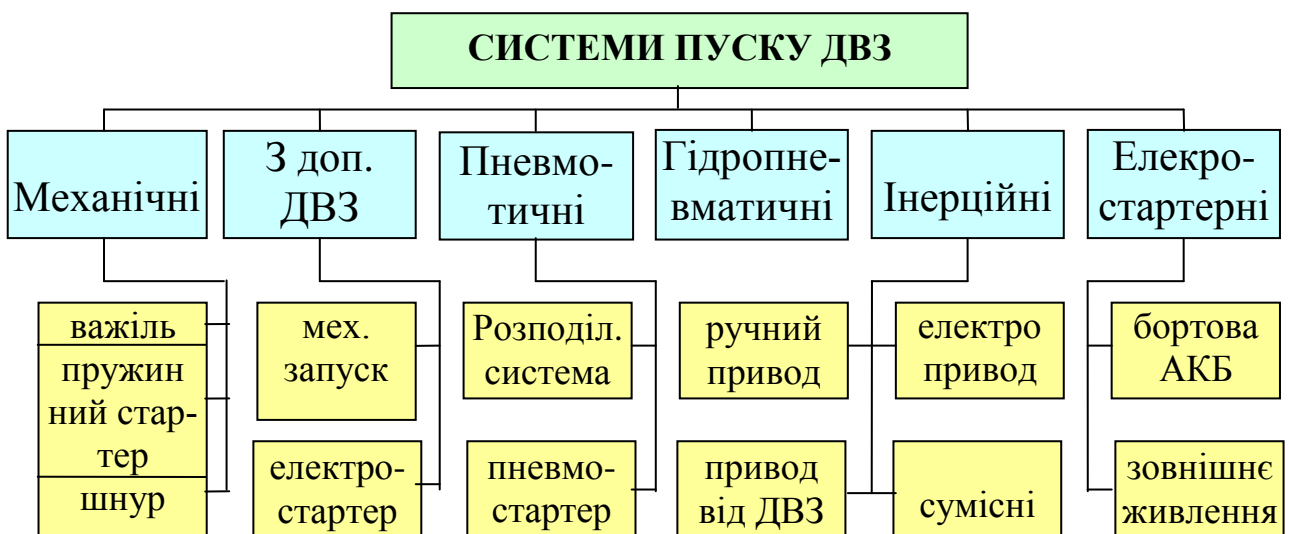 СИСТЕМИ ПУСКУ ДВЗ
Механічні
З доп.
ДВЗ
Пневмо-
тичні
Гідропне-
вматичні
Інерційні
Елекро-
стартерні
важіль
пружин
ний стар-
тер
шнур
мех.
запуск
електро-
стартер
Розподіл.
система
пневмо-
стартер
ручний
привод
привод
від ДВЗ
електро
привод
сумісні
бортова
АКБ
зовнішнє
живлення